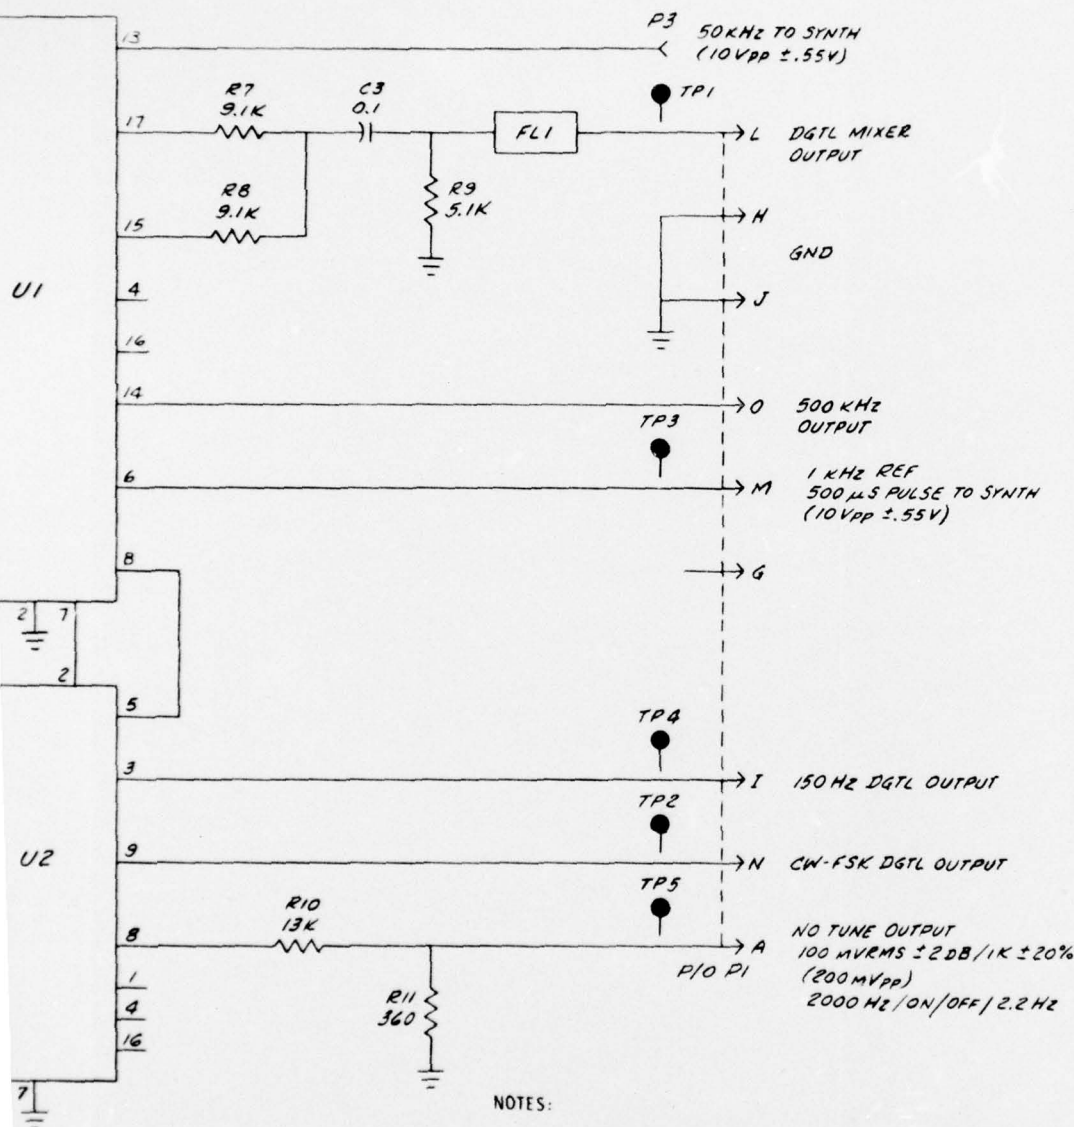 P3
50 KHz TO SYNTH
(10 Vpp ±.55V)
13
TP1
R7
9.1K
C3
0.1
17
FL1
L
DGTL MIXER
OUTPUT
R8
9.1K
R9
5.1K
15
H
GND
U1
4
J
16
14
O
500 KHz
OUTPUT
TP3
6
M
1 KHz REF
500 µS PULSE TO SYNTH
(10 Vpp ±.55V)
8
G
2
7
2
5
TP4
3
I
150 Hz DGTL OUTPUT
TP2
U2
9
N
CW-FSK DGTL OUTPUT
TP5
R10
13K
8
A
NO TUNE OUTPUT
100 MVRMS ±2DB/1K ±20%
(200 mVpp)
2000 Hz/ON/OFF/2.2 Hz
P/O P1
1
R11
360
4
16
7
NOTES: